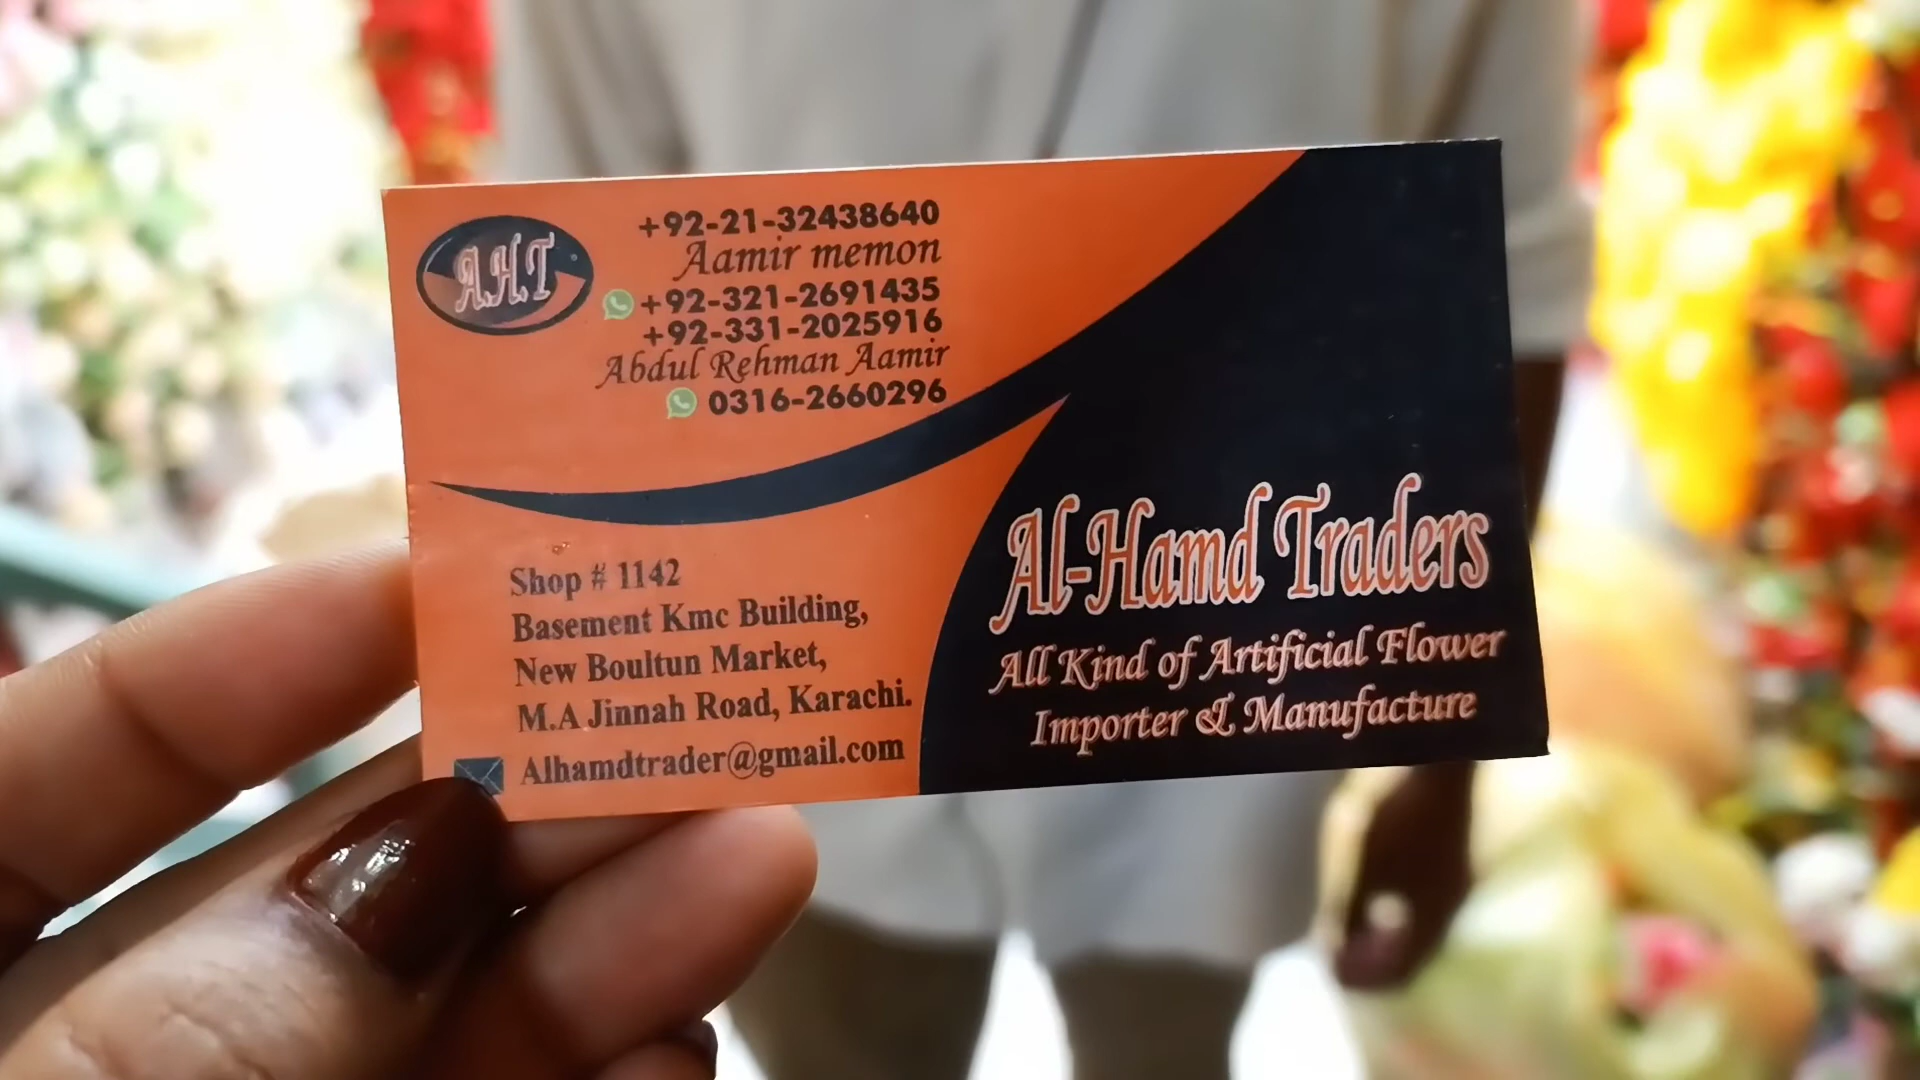 A.H.T
+92-21-32438640
Aamir memon
+92-321-2691435
+92-331-2025916
Abdul Rehman Aamir
0316-2660296
Shop # 1142
Basement Kmc Building,
New Boultun Market,
M.A Jinnah Road, Karachi.
Alhamdtrader@gmail.com
Al-Hamd Traders
All Kind of Artificial Flower
Importer & Manufacture